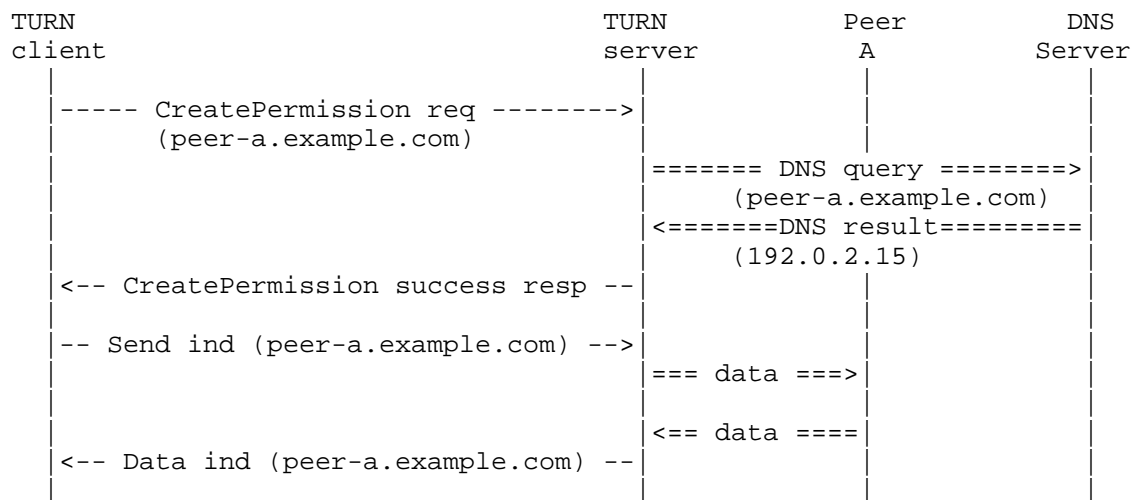 TURN TURN Peer DNS
client server A Server
|----- CreatePermission req -------->|
(peer-a.example.com)
|======= DNS query ========>|
(peer-a.example.com)
|<=======DNS result=========|
(192.0.2.15)
|<-- CreatePermission success resp --|
|-- Send ind (peer-a.example.com) -->|
|=== data ===>|
|<== data ====|
|<-- Data ind (peer-a.example.com) --|